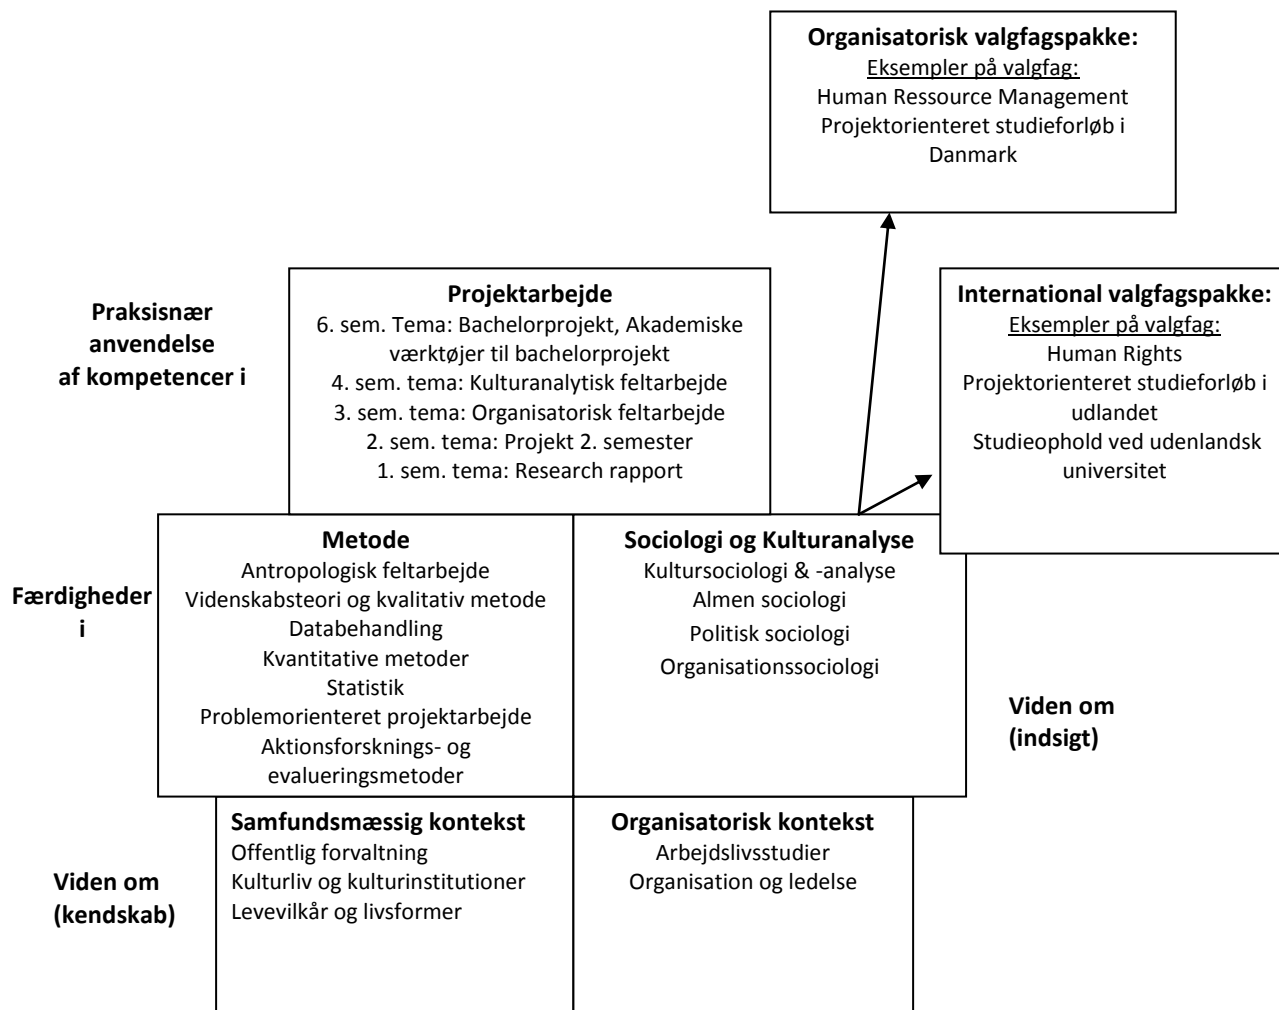 Organisatorisk valgfagspakke:
Eksempler på valgfag:
Human Ressource Management
Projektorienteret studieforløb i
Danmark
Praksisnær
anvendelse
af kompetencer i
Projektarbejde
6. sem. Tema: Bachelorprojekt, Akademiske
værktøjer til bachelorprojekt
4. sem. tema: Kulturanalytisk feltarbejde
3. sem. tema: Organisatorisk feltarbejde
2. sem. tema: Projekt 2. semester
1. sem. tema: Research rapport
International valgfagspakke:
Eksempler på valgfag:
Human Rights
Projektorienteret studieforløb i
udlandet
Studieophold ved udenlandsk
universitet
Færdigheder
i
Metode
Antropologisk feltarbejde
Videnskabsteori og kvalitativ metode
Databehandling
Kvantitative metoder
Statistik
Problemorienteret projektarbejde
Aktionsforsknings- og
evalueringsmetoder
Sociologi og Kulturanalyse
Kultursociologi & -analyse
Almen sociologi
Politisk sociologi
Organisationssociologi
Viden om
(indsigt)
Viden om
(kendskab)
Samfundsmæssig kontekst
Offentlig forvaltning
Kulturliv og kulturinstitutioner
Levevilkår og livsformer
Organisatorisk kontekst
Arbejdslivsstudier
Organisation og ledelse